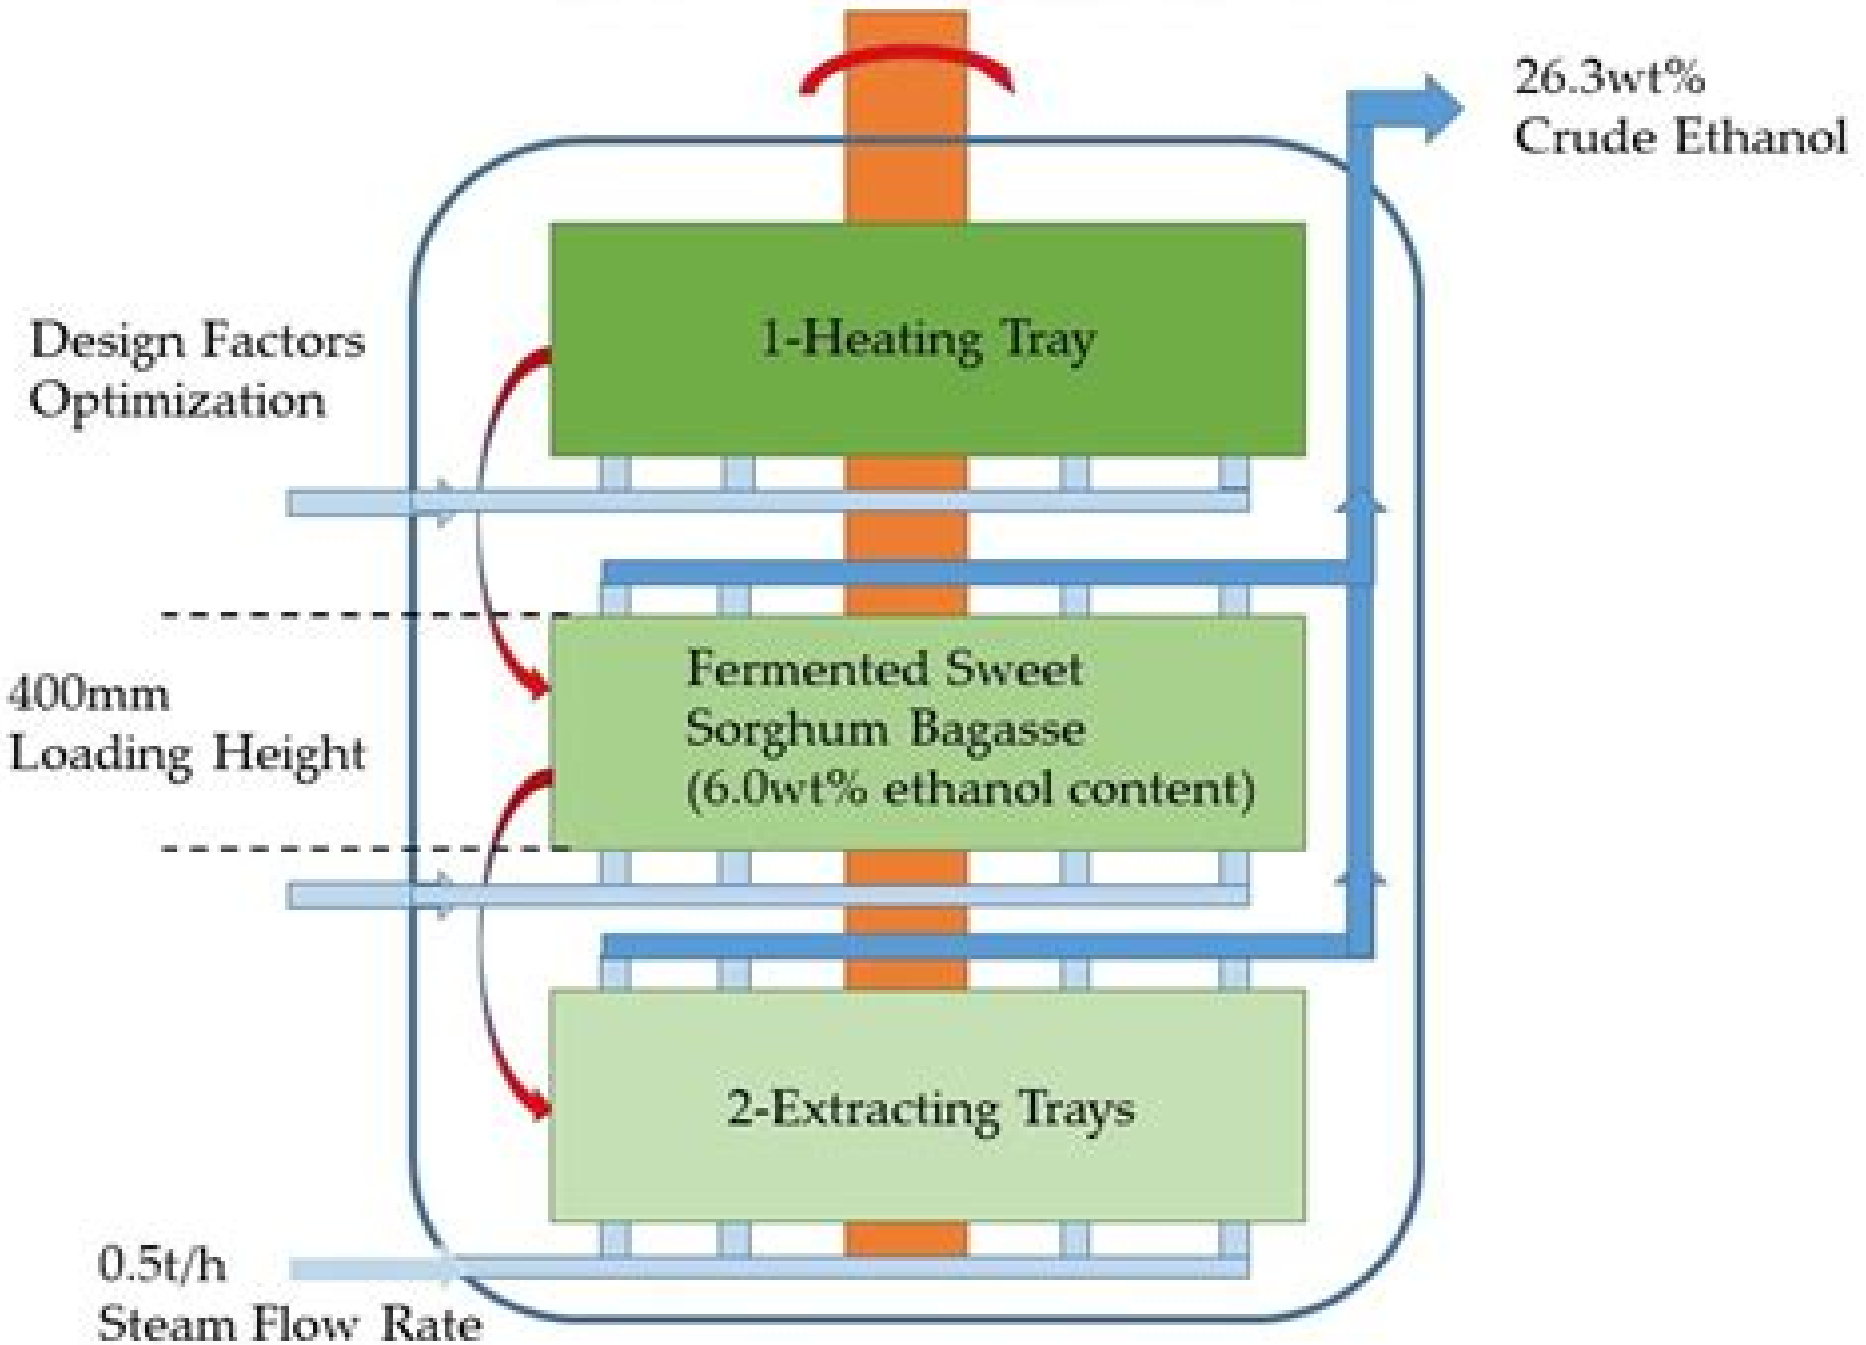 26.3wt%
Crude Ethanol
1-Heating Tray
Design Factors
Optimization
Fermented Sweet
Sorghum Bagasse
(6.0wt% ethanol content)
400mm
Loading Height
2-Extracting Trays
0.5t/h
Steam Flow Rate